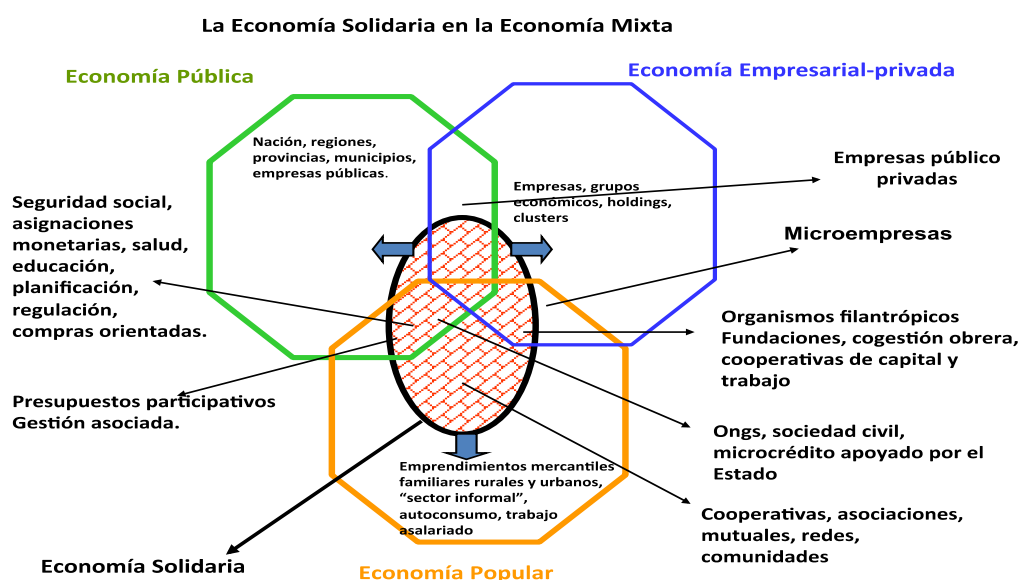 La Economía Solidaria en la Economía Mixta
Economía Pública
Economía Empresarial-privada
Nación, regiones,
provincias, municipios,
empresas públicas.
Empresas, grupos
económicos, holdings,
clusters
Empresas público
privadas
Microempresas
Seguridad social,
asignaciones
monetarias, salud,
educación,
planificación,
regulación,
compras orientadas.
Organismos filantrópicos
Fundaciones, cogestión obrera,
cooperativas de capital y
trabajo
Presupuestos participativos
Gestión asociada.
Ongs, sociedad civil,
microcrédito apoyado por el
Estado
Emprendimientos mercantiles
familiares rurales y urbanos,
“sector informal”,
autoconsumo, trabajo
asalariado
Cooperativas, asociaciones,
mutuales, redes,
comunidades
Economía Solidaria
Economía Popular